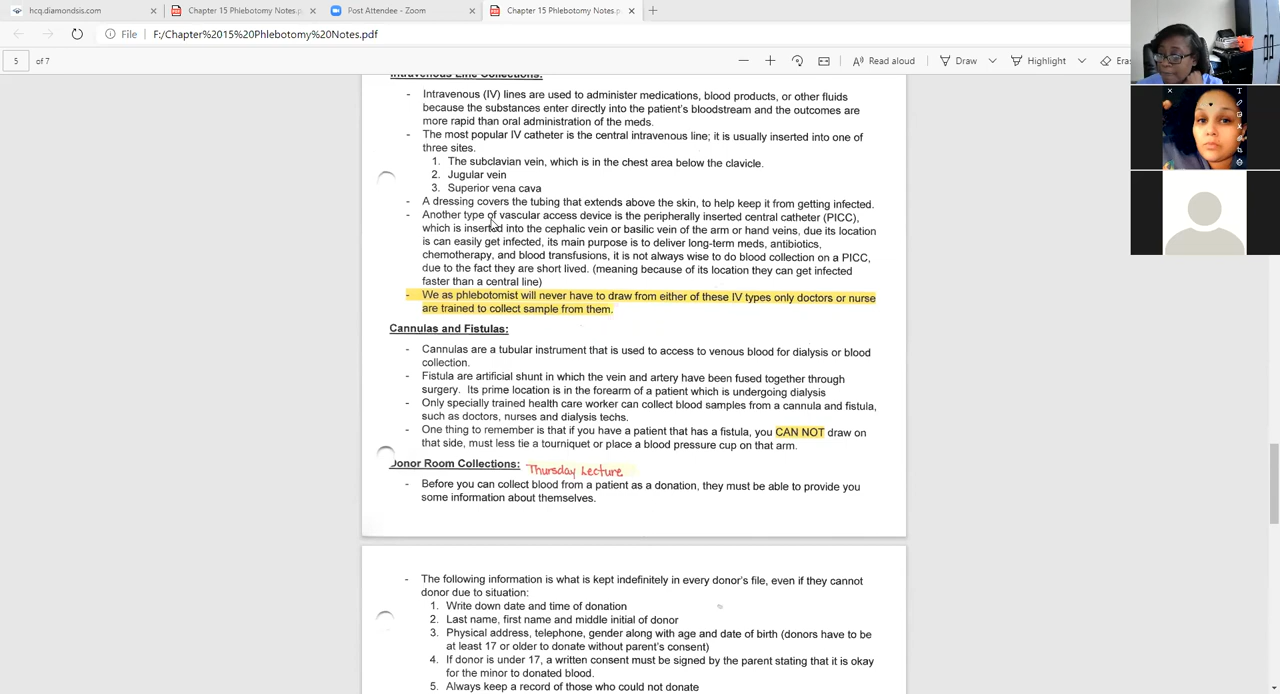 hcq.diamondsis.com
Chapter 15 Phlebotomy Notes.pdf
Post Attendee - Zoom
Chapter 15 Phlebotomy Notes.pdf
File
F:/Chapter%2015%20Phlebotomy%20Notes.pdf
5 of 7
Read aloud
Draw
Highlight
Eras
Intravenous Line Collections:
- Intravenous (IV) lines are used to administer medications, blood products, or other fluids
because the substances enter directly into the patient's bloodstream and the outcomes are
more rapid than oral administration of the meds.
- The most popular IV catheter is the central intravenous line; it is usually inserted into one of
three sites.
1. The subclavian vein, which is in the chest area below the clavicle.
2. Jugular vein
3. Superior vena cava
- A dressing covers the tubing that extends above the skin, to help keep it from getting infected.
- Another type of vascular access device is the peripherally inserted central catheter (PICC),
which is inserted into the cephalic vein or basilic vein of the arm or hand veins, due its location
is can easily get infected, its main purpose is to deliver long-term meds, antibiotics,
chemotherapy, and blood transfusions, it is not always wise to do blood collection on a PICC,
due to the fact they are short lived. (meaning because of its location they can get infected
faster than a central line)
- We as phlebotomist will never have to draw from either of these IV types only doctors or nurse
are trained to collect sample from them.
Cannulas and Fistulas:
- Cannulas are a tubular instrument that is used to access to venous blood for dialysis or blood
collection.
- Fistula are artificial shunt in which the vein and artery have been fused together through
surgery. Its prime location is in the forearm of a patient which is undergoing dialysis
- Only specially trained health care worker can collect blood samples from a cannula and fistula,
such as doctors, nurses and dialysis techs.
- One thing to remember is that if you have a patient that has a fistula, you CAN NOT draw on
that side, must less tie a tourniquet or place a blood pressure cup on that arm.
Donor Room Collections: Thursday Lecture
- Before you can collect blood from a patient as a donation, they must be able to provide you
some information about themselves.
- The following information is what is kept indefinitely in every donor's file, even if they cannot
donor due to situation:
1. Write down date and time of donation
2. Last name, first name and middle initial of donor
3. Physical address, telephone, gender along with age and date of birth (donors have to be
at least 17 or older to donate without parent's consent)
4. If donor is under 17, a written consent must be signed by the parent stating that it is okay
for the minor to donated blood.
5. Always keep a record of those who could not donate